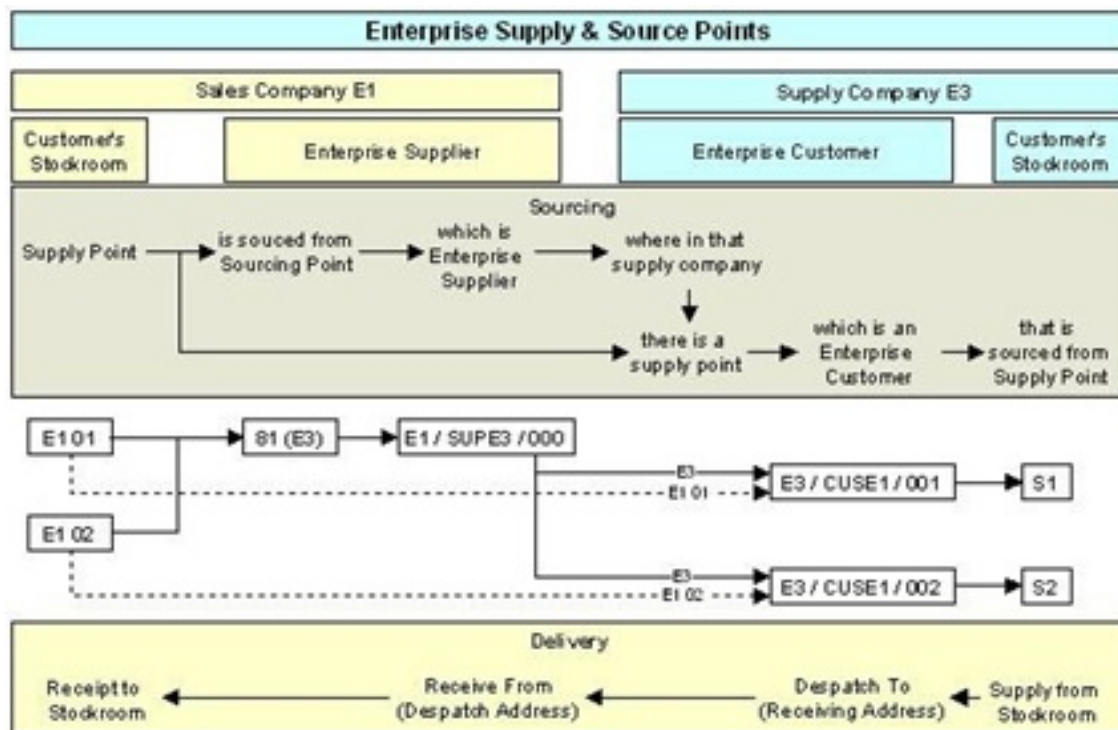 Enterprise Supply & Source Points
Sales Company E1
Supply Company E3
Customer's
Stockroom
Enterprise Supplier
Enterprise Customer
Customer's
Stockroom
Sourcing
Supply Point
is souced from
Sourcing Point
which is
Enterprise
Supplier
where in that
supply company
there is a
supply point
which is an
Enterprise
Customer
that is
sourced from
Supply Point
E1 01
81 (E3)
E1 / SUPE3 / 000
E3
E1 01
E3 / CUSE1 / 001
S1
E1 02
E3
E1 02
E3 / CUSE1 / 002
S2
Delivery
Receipt to
Stockroom
Receive From
(Despatch Address)
Despatch To
(Receiving Address)
Supply from
Stockroom